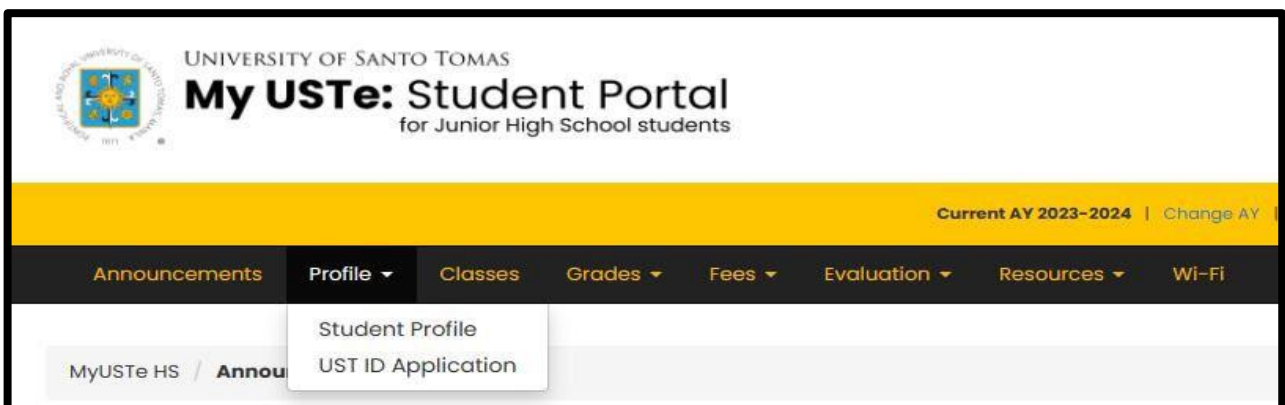 UNIVERSITY OF SANTO TOMAS
My USTe: Student Portal
for Junior High School students
Current AY 2023-2024 | Change AY |
Announcements Profile Classes Grades Fees Evaluation Resources Wi-Fi
Student Profile
UST ID Application
MyUSTe HS / Annou